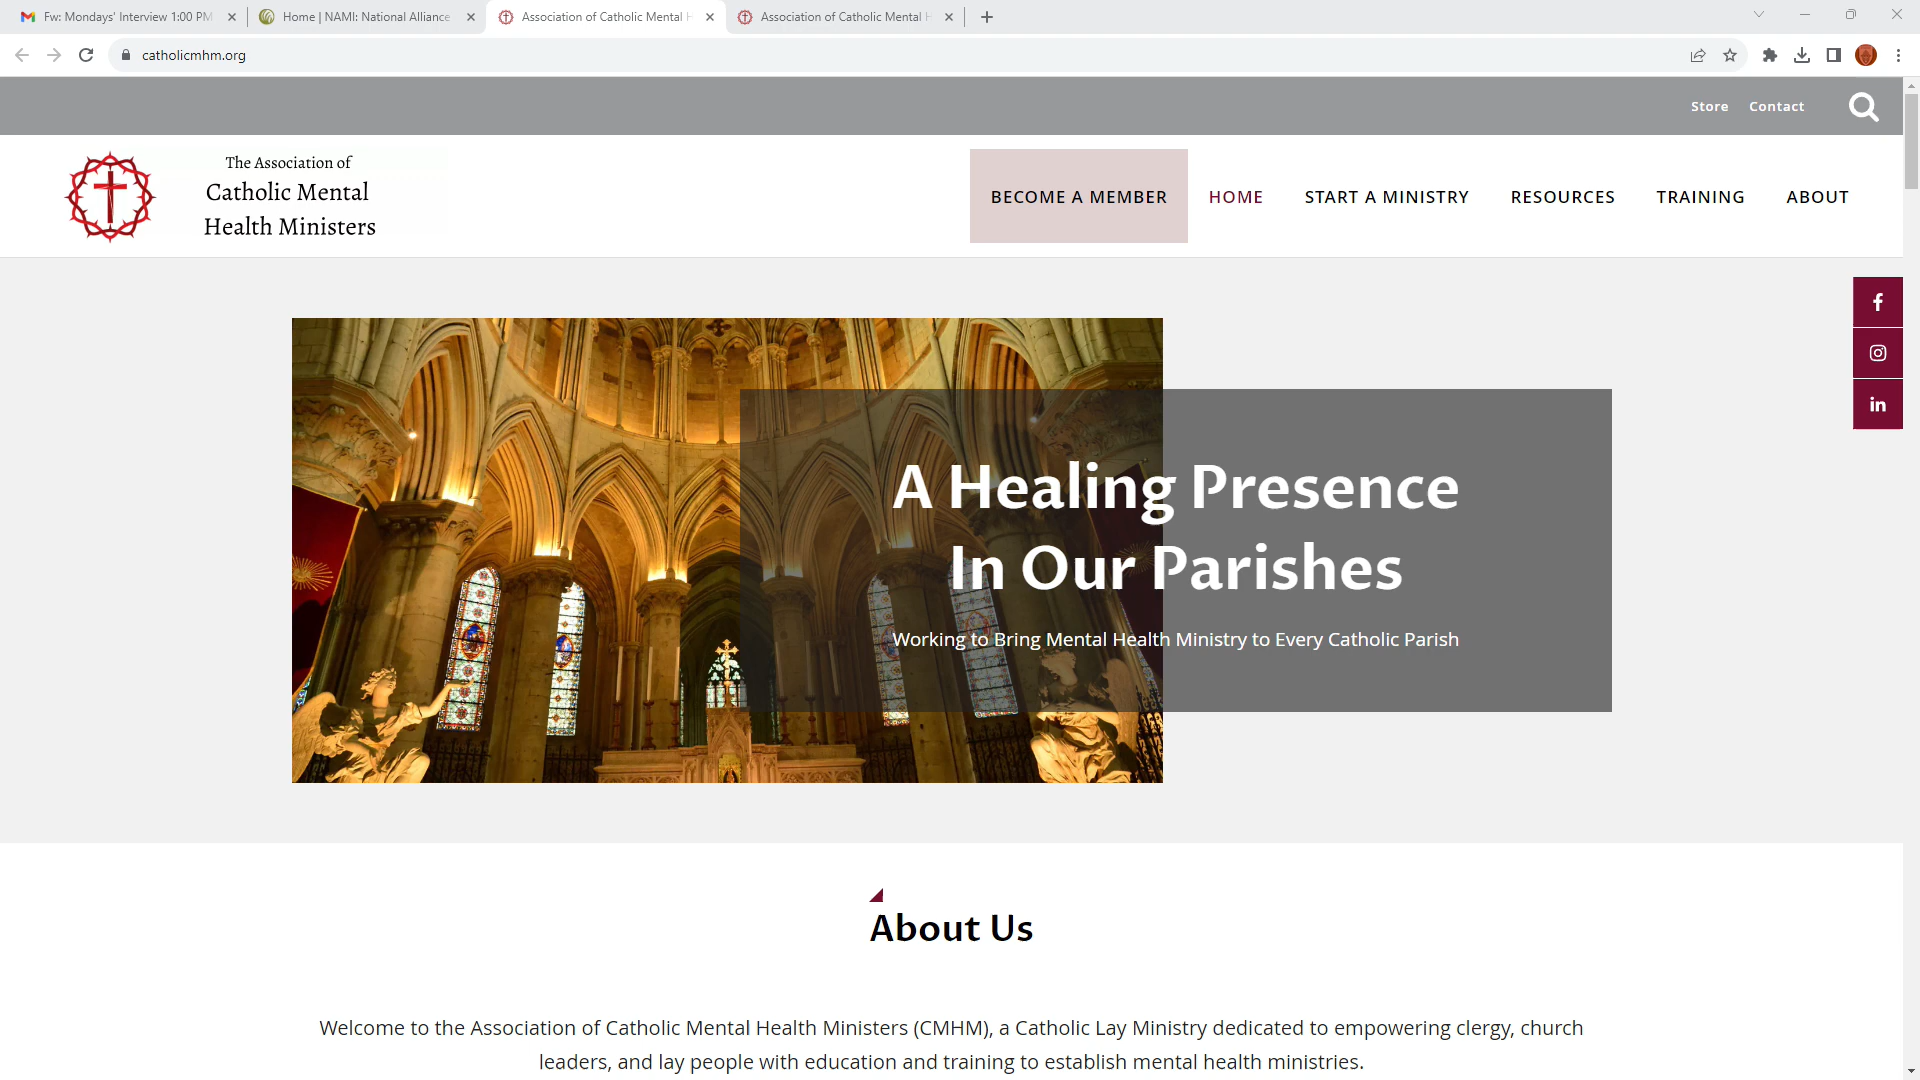 Fw: Mondays' Interview 1:00 PM
Home | NAMI: National Alliance
Association of Catholic Mental H
Association of Catholic Mental H
catholicmhm.org
Store Contact
The Association of
Catholic Mental
Health Ministers
BECOME A MEMBER HOME START A MINISTRY RESOURCES TRAINING ABOUT
A Healing Presence
In Our Parishes
Working to Bring Mental Health Ministry to Every Catholic Parish
About Us
Welcome to the Association of Catholic Mental Health Ministers (CMHM), a Catholic Lay Ministry dedicated to empowering clergy, church
leaders, and lay people with education and training to establish mental health ministries.